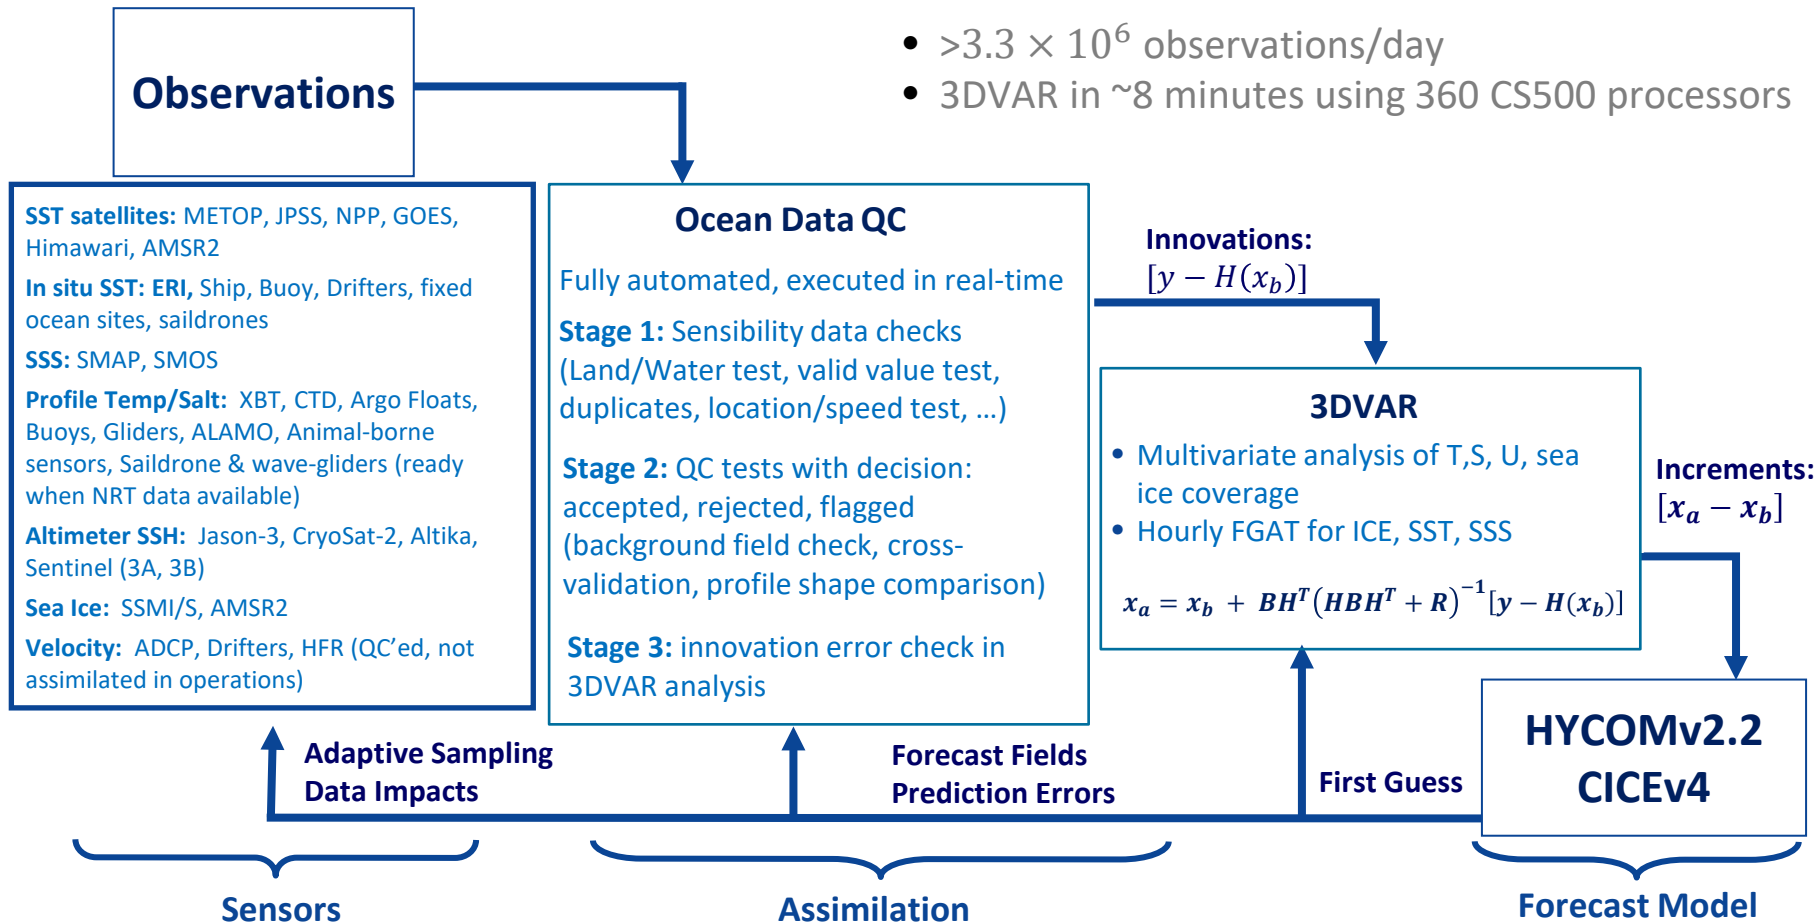 • >3.3 × 10⁶ observations/day
• 3DVAR in ~8 minutes using 360 CS500 processors
Observations
SST satellites: METOP, JPSS, NPP, GOES,
Himawari, AMSR2
In situ SST: ERI, Ship, Buoy, Drifters, fixed
ocean sites, saildrones
SSS: SMAP, SMOS
Profile Temp/Salt: XBT, CTD, Argo Floats,
Buoys, Gliders, ALAMO, Animal-borne
sensors, Saildrone & wave-gliders (ready
when NRT data available)
Altimeter SSH: Jason-3, CryoSat-2, Altika,
Sentinel (3A, 3B)
Sea Ice: SSMI/S, AMSR2
Velocity: ADCP, Drifters, HFR (QC’ed, not
assimilated in operations)
Ocean Data QC
Fully automated, executed in real-time
Stage 1: Sensibility data checks
(Land/Water test, valid value test,
duplicates, location/speed test, …)
Stage 2: QC tests with decision:
accepted, rejected, flagged
(background field check, cross-
validation, profile shape comparison)
Stage 3: innovation error check in
3DVAR analysis
Innovations:
[y − H(x_b)]
3DVAR
• Multivariate analysis of T,S, U, sea
ice coverage
• Hourly FGAT for ICE, SST, SSS
x_a = x_b + BHᵀ(HBHᵀ + R)⁻¹[y − H(x_b)]
Increments:
[x_a − x_b]
HYCOMv2.2
CICEv4
Adaptive Sampling
Data Impacts
Forecast Fields
Prediction Errors
First Guess
Sensors
Assimilation
Forecast Model